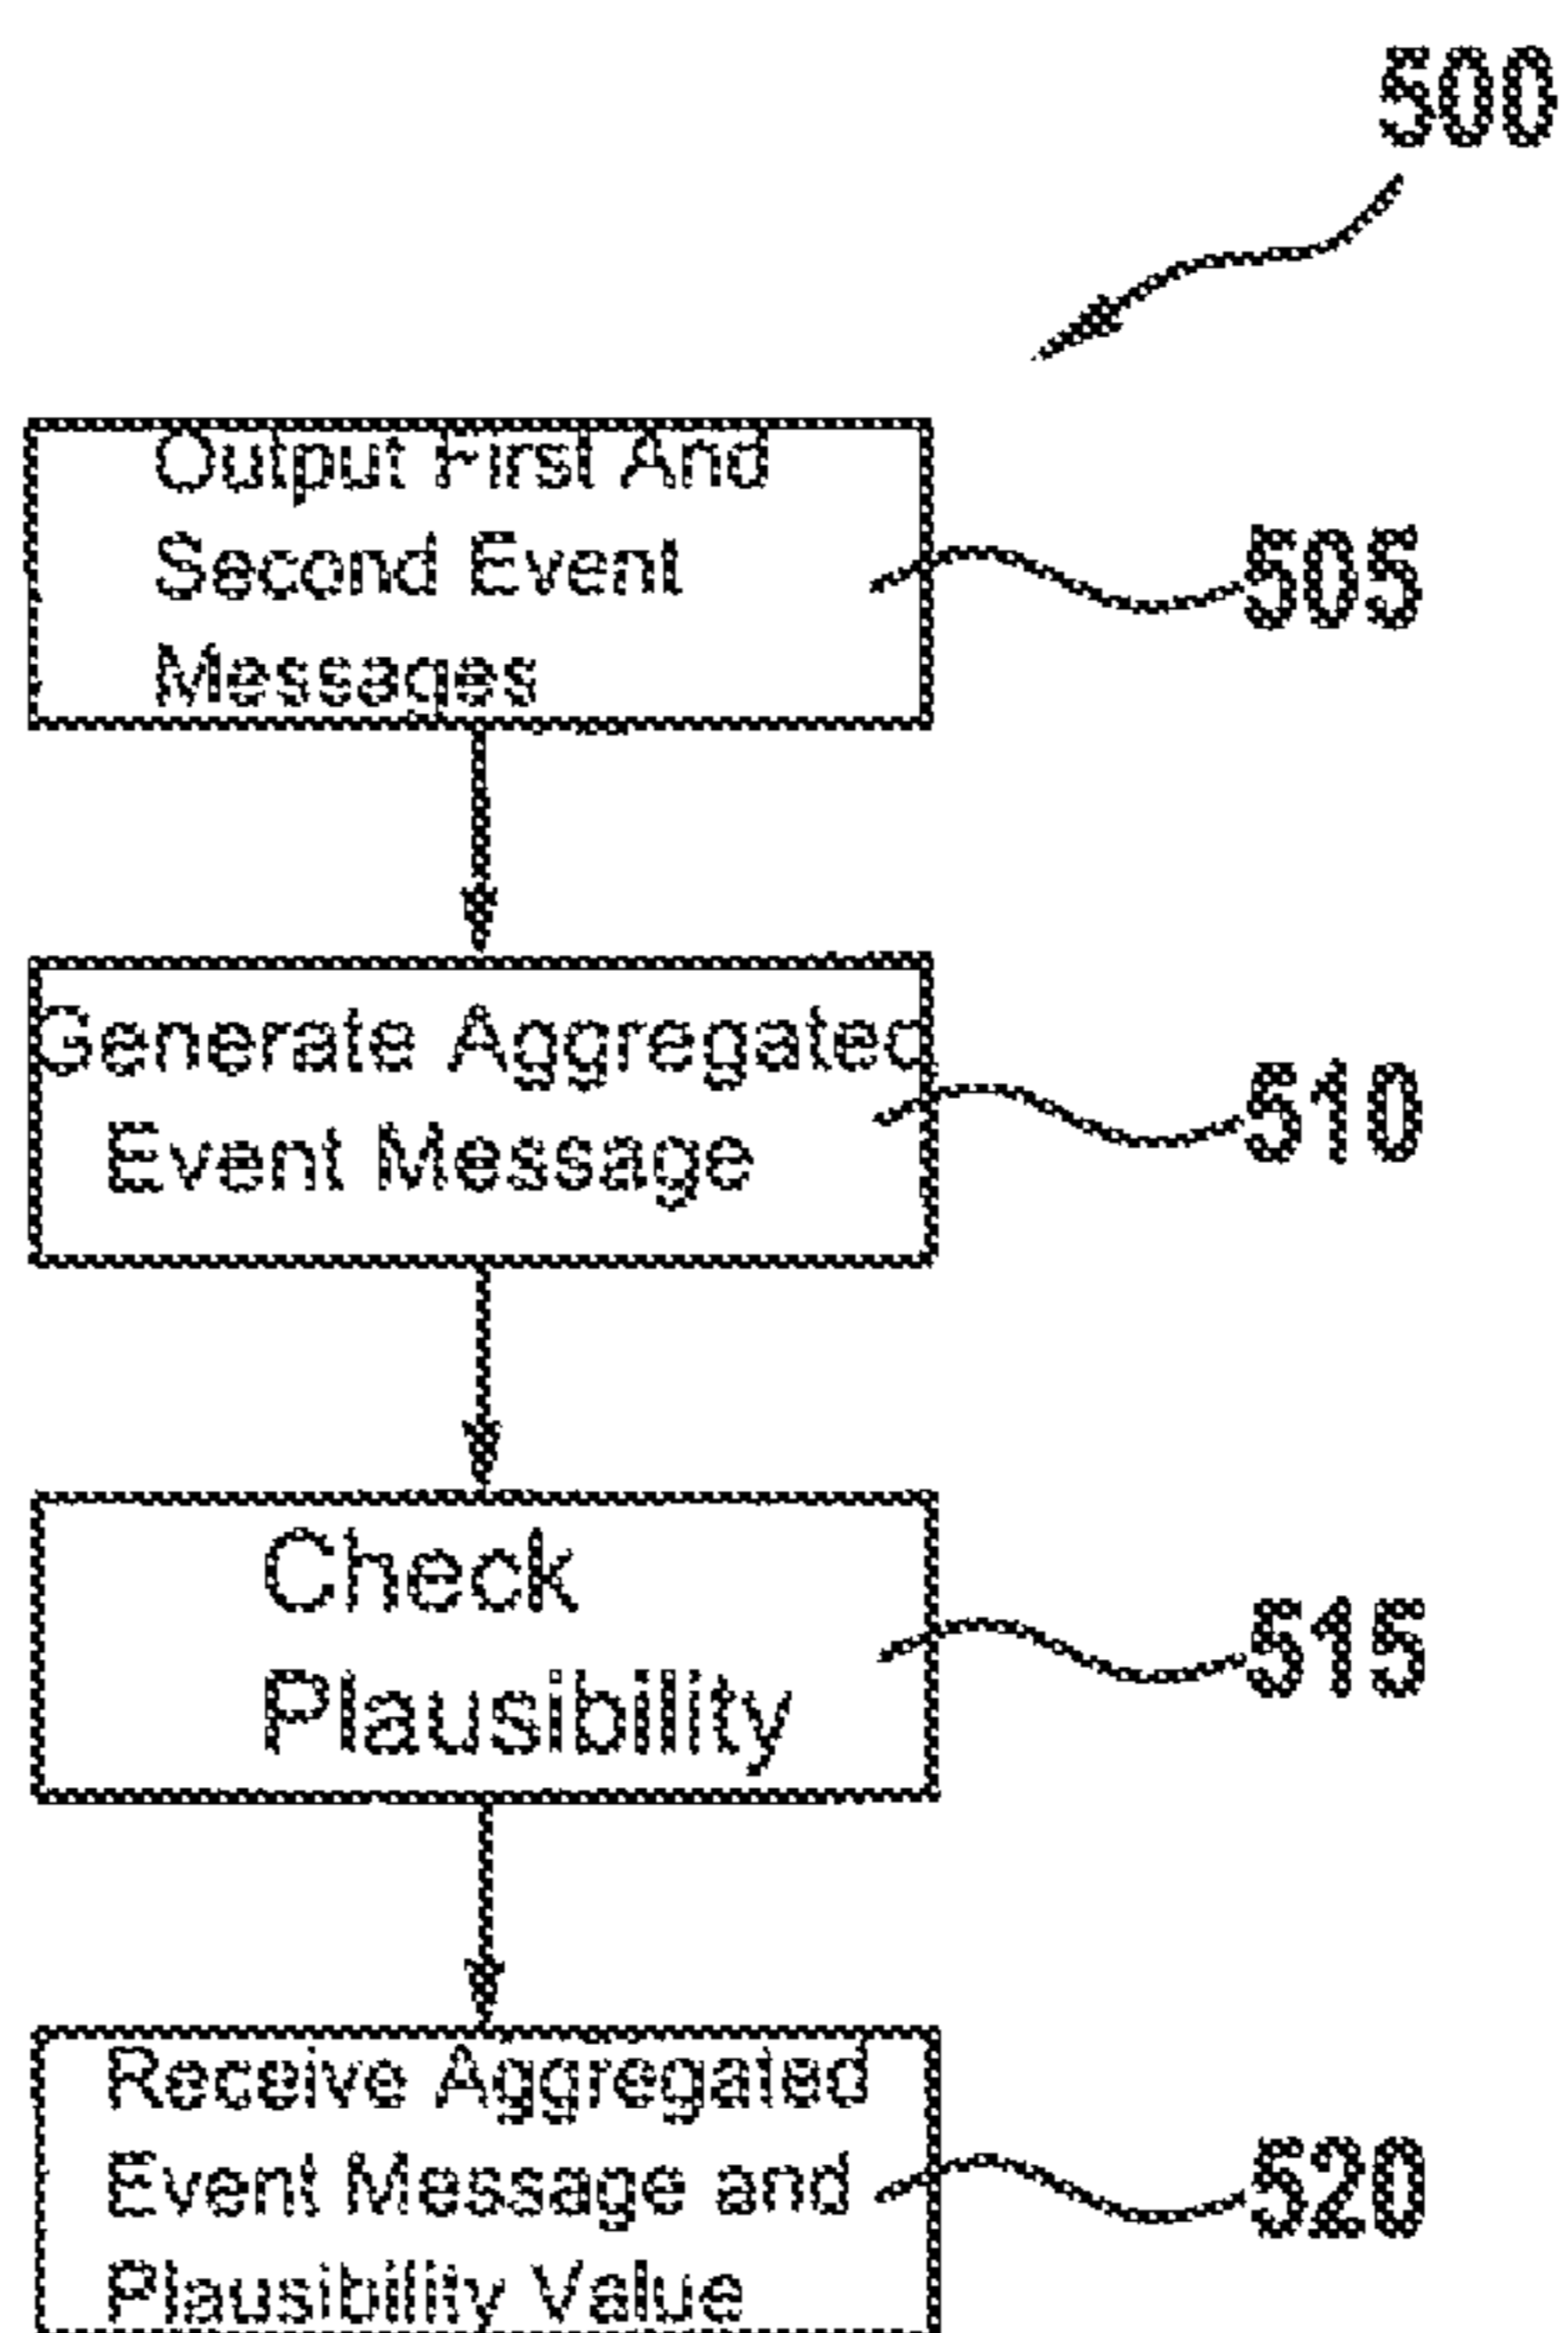 500
Output First And
Second Event
Messages
505
Generate Aggregated
Event Message
510
Check
Plausibility
515
Receive Aggregated
Event Message and
Plausibility Value
520